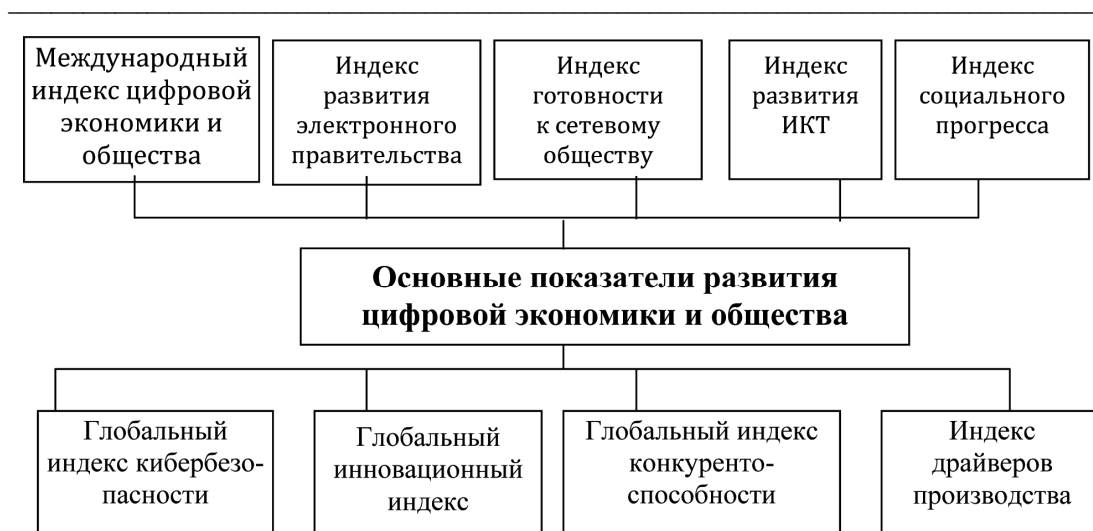 Международный
индекс цифровой
экономики и
общества
Индекс
развития
электронного
правительства
Индекс
готовности
к сетевому
обществу
Индекс
развития
ИКТ
Индекс
социального
прогресса
Основные показатели развития
цифровой экономики и общества
Глобальный
индекс кибербезо-
пасности
Глобальный
инновационный
индекс
Глобальный индекс
конкуренто-
способности
Индекс
драйверов
производства